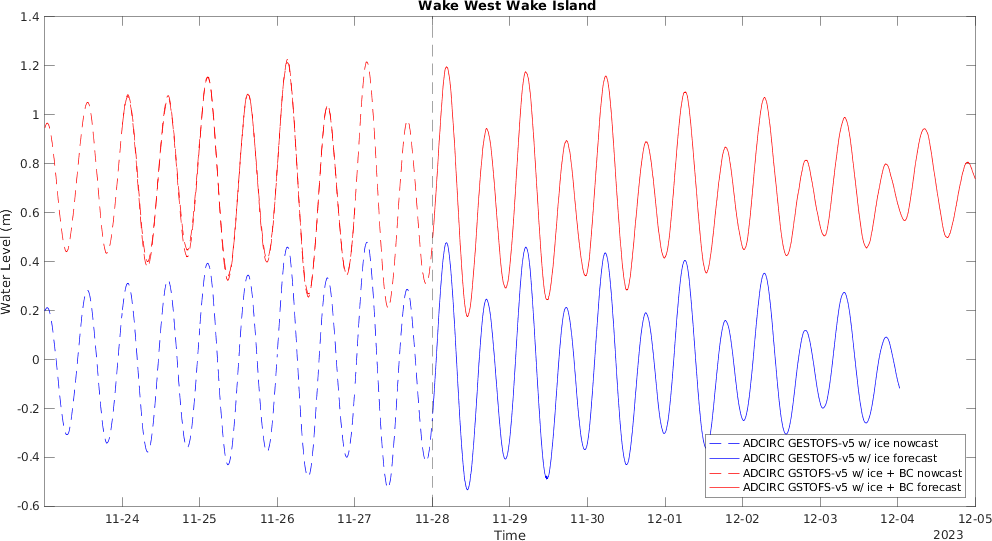 Wake West Wake Island
1.4
1.2
1
0.8
0.6
0.4
0.2
0
-0.2
-0.4
-0.6
Water Level (m)
ADCIRC GESTOFS-v5 w/ ice nowcast
ADCIRC GESTOFS-v5 w/ ice forecast
ADCIRC GSTOFS-v5 w/ ice + BC nowcast
ADCIRC GSTOFS-v5 w/ ice + BC forecast
11-24 11-25 11-26 11-27 11-28 11-29 11-30 12-01 12-02 12-03 12-04 12-05
Time
2023